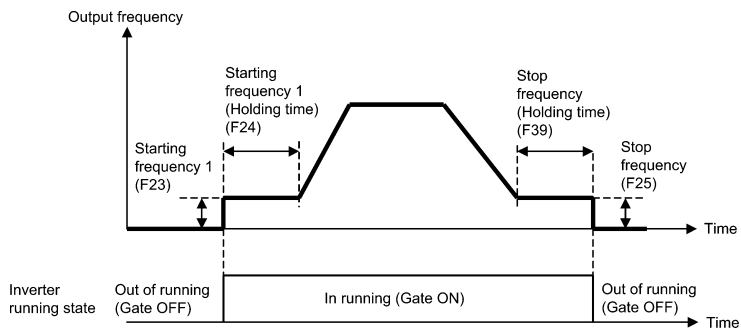 Output frequency
Starting
frequency 1
(Holding time)
(F24)
Stop
frequency
(Holding time)
(F39)
Starting
frequency 1
(F23)
Stop
frequency
(F25)
Time
Inverter
running state
Out of running
(Gate OFF)
In running (Gate ON)
Out of running
(Gate OFF)
Time